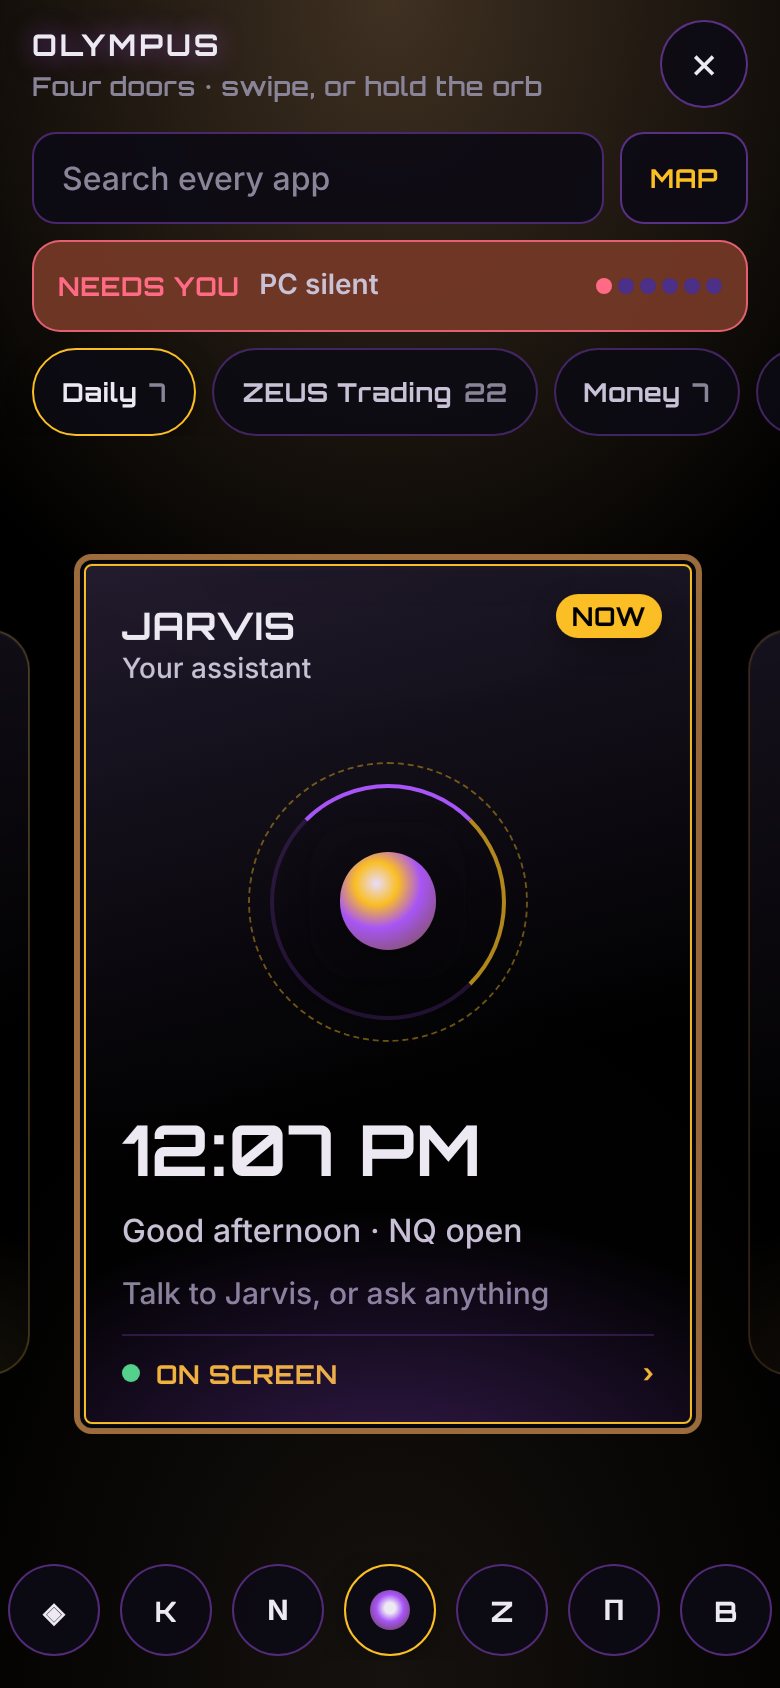 OLYMPUS
Four doors · swipe, or hold the orb
×
Search every app
MAP
NEEDS YOU PC silent
Daily 7
ZEUS Trading 22
Money 7
JARVIS
NOW
Your assistant
12:07 PM
Good afternoon · NQ open
Talk to Jarvis, or ask anything
ON SCREEN ›
◈ K N Z Π B